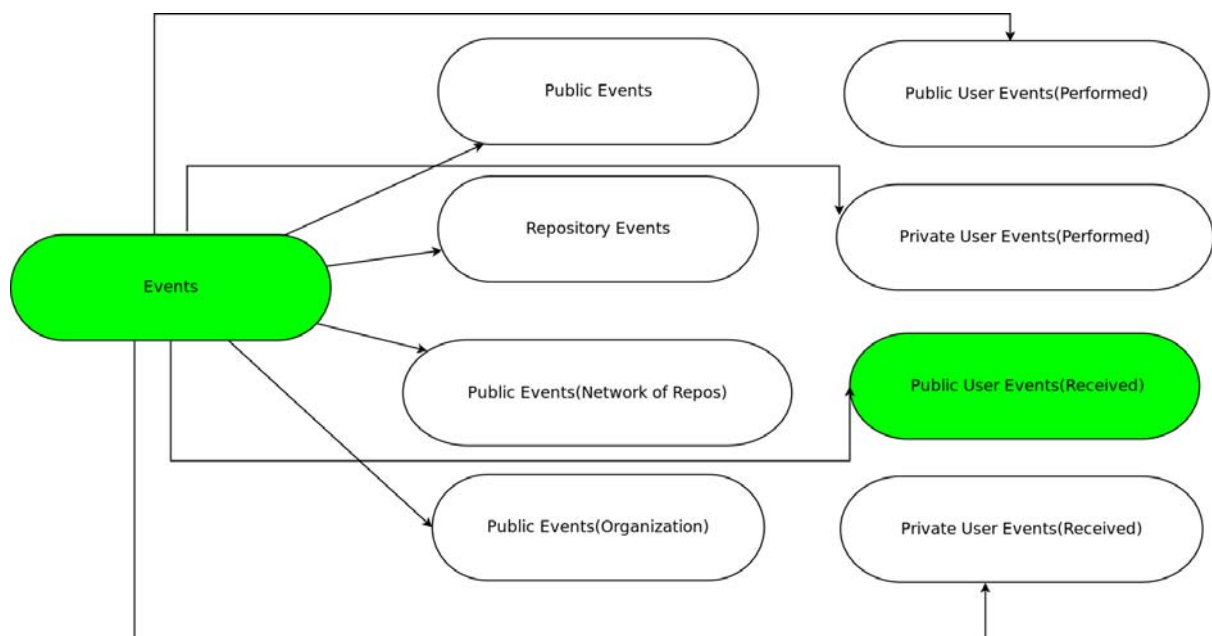 Public Events
Public User Events(Performed)
Repository Events
Private User Events(Performed)
Events
Public Events(Network of Repos)
Public User Events(Received)
Public Events(Organization)
Private User Events(Received)